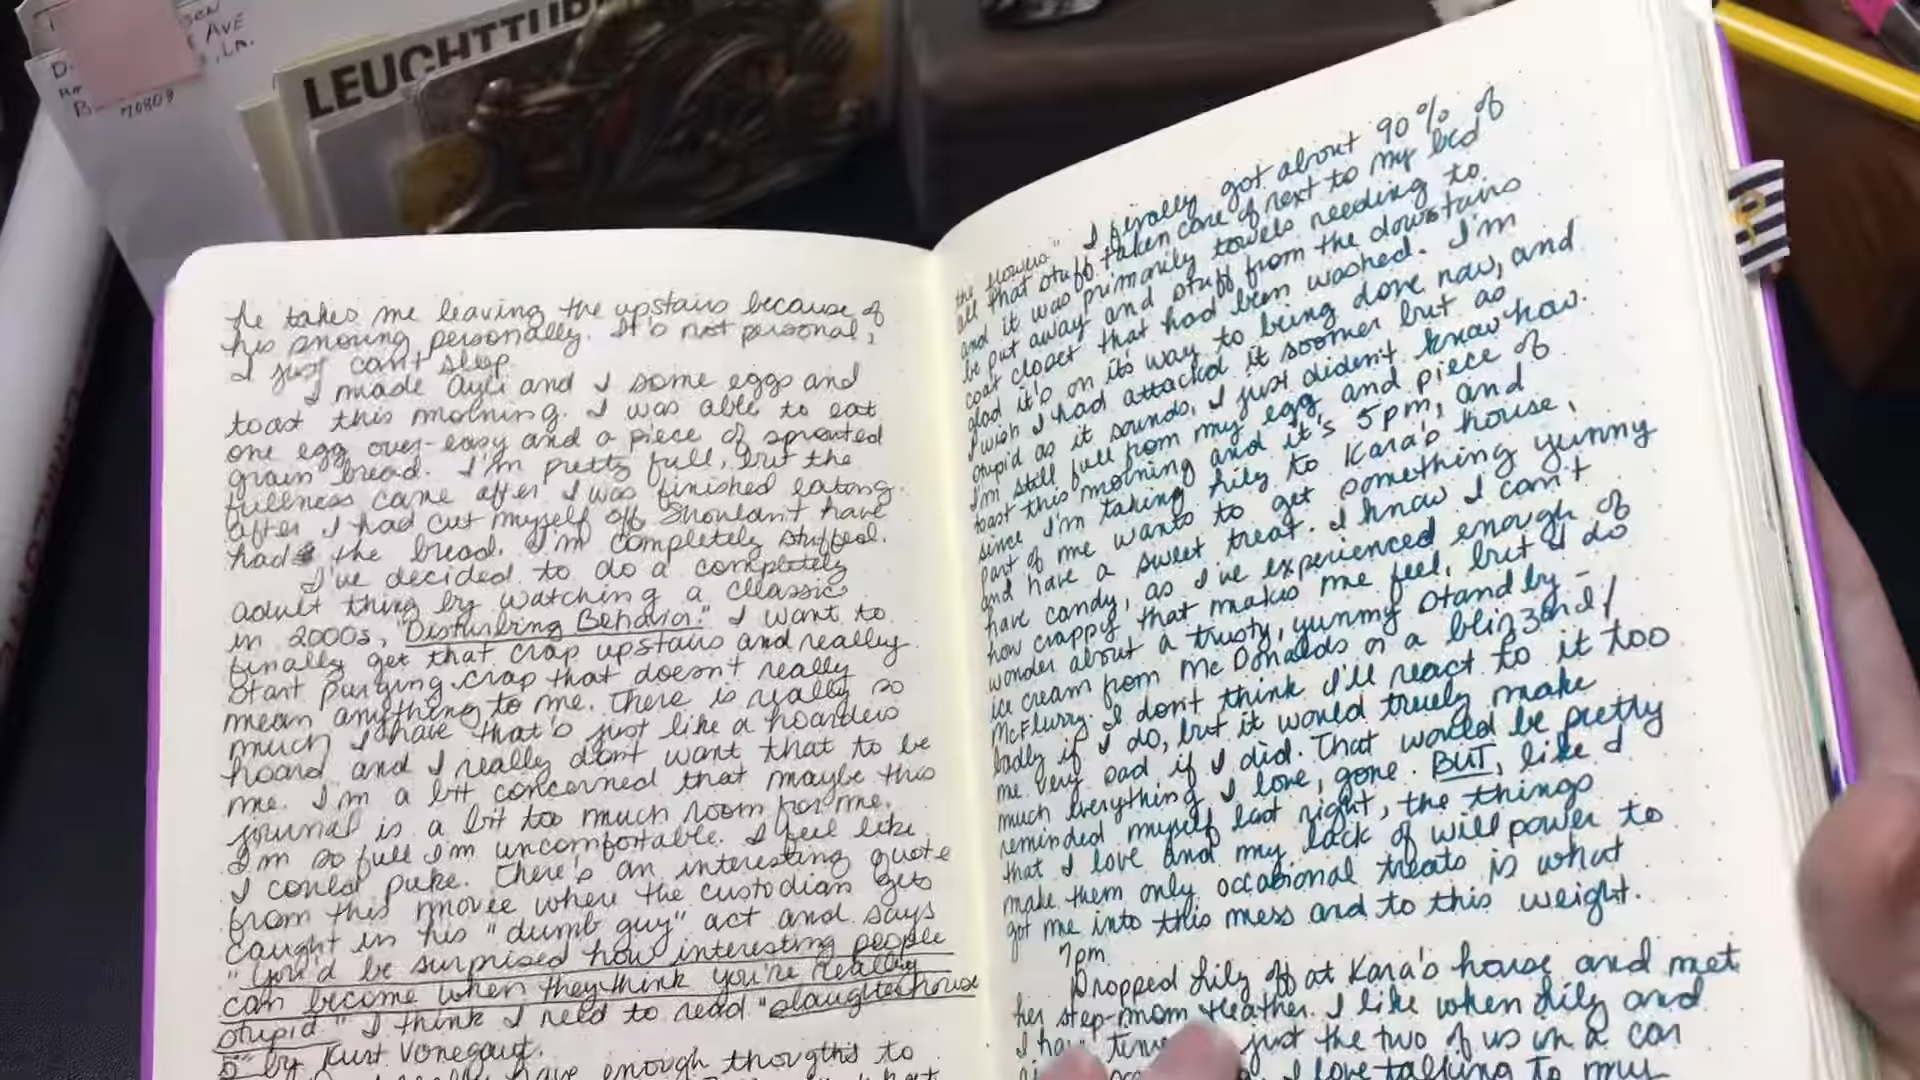 SEN
AVE
, LA.
D.
B
70809
LEUCHTTU
he takes me leaving the upstairs because of
his snoring personally. It's not personal,
I just can't sleep.
I made Ayli and I some eggs and
toast this morning. I was able to eat
one egg over-easy and a piece of sprouted
grain bread. I'm pretty full, but the
fullness came after I was finished eating.
after I had cut myself off shouldn't have
had the bread. I'm completely stuffed.
I've decided to do a completely
adult thing by watching a classic
in 2000s, "Disturbing Behavior." I want to
finally get that crap upstairs and really
start purging crap that doesn't really
mean anything to me. There is really so
much I have that's just like a hoarders
hoard and I really don't want that to be
me. I'm a bit concerned that maybe this
journal is a bit too much room for me.
I'm so full I'm uncomfortable. I feel like
I could puke. There's an interesting quote
from this movie where the custodian gets
caught in his "dumb guy" act and says
"You'd be surprised how interesting people
can become when they think you're really
stupid" I think I need to read "slaughterhouse
5" by Kurt Vonegaut.
have enough thougths to
the flowers." I finally got about 90% of
all that stuff taken care of next to my bed
and it was primarily towels needing to
be put away and stuff from the downstairs
coat closet that had been washed. I'm
glad it's on it's way to being done now, and
I wish I had attackd it soomer but as
stupid as it sounds, I just dident know how.
I'm still full from my egg and piece of
toast this morning and it's 5pm, and
since I'm taking Lily to Kara's house,
part of me wants to get something yunny
and have a sweet treat. I know I can't
have candy, as I've experienced enough of
how crappy that makes me feel, but I do
wonder about a trusty, yummy standby -
ice cream from McDonalds or a blizzard/
McFlurry. I don't think I'll react to it too
badly if I do, but it would truely make
me very sad if I did. That would be pretty
much everything I love, gone. BUT, like I
reminded myself last night, the things
that I love and my lack of will power to
make them only occasional treats is what
got me into this mess and to this weight.
7pm
Dropped Lily off at Kara's house and met
her step-mom Heather. I like when Lily and
I just the two of us in a car
I love talking to my